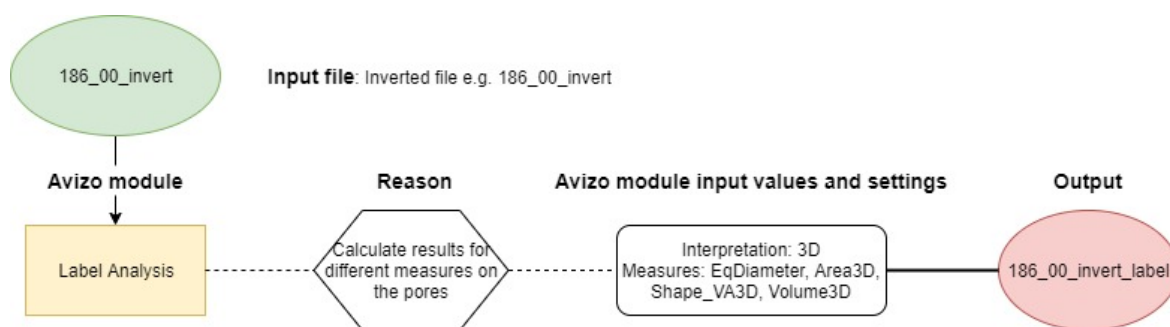 186_00_invert
Input file: Inverted file e.g. 186_00_invert
Avizo module
Reason
Avizo module input values and settings
Output
Label Analysis
Calculate results for
different measures on
the pores
Interpretation: 3D
Measures: EqDiameter, Area3D,
Shape_VA3D, Volume3D
186_00_invert_label